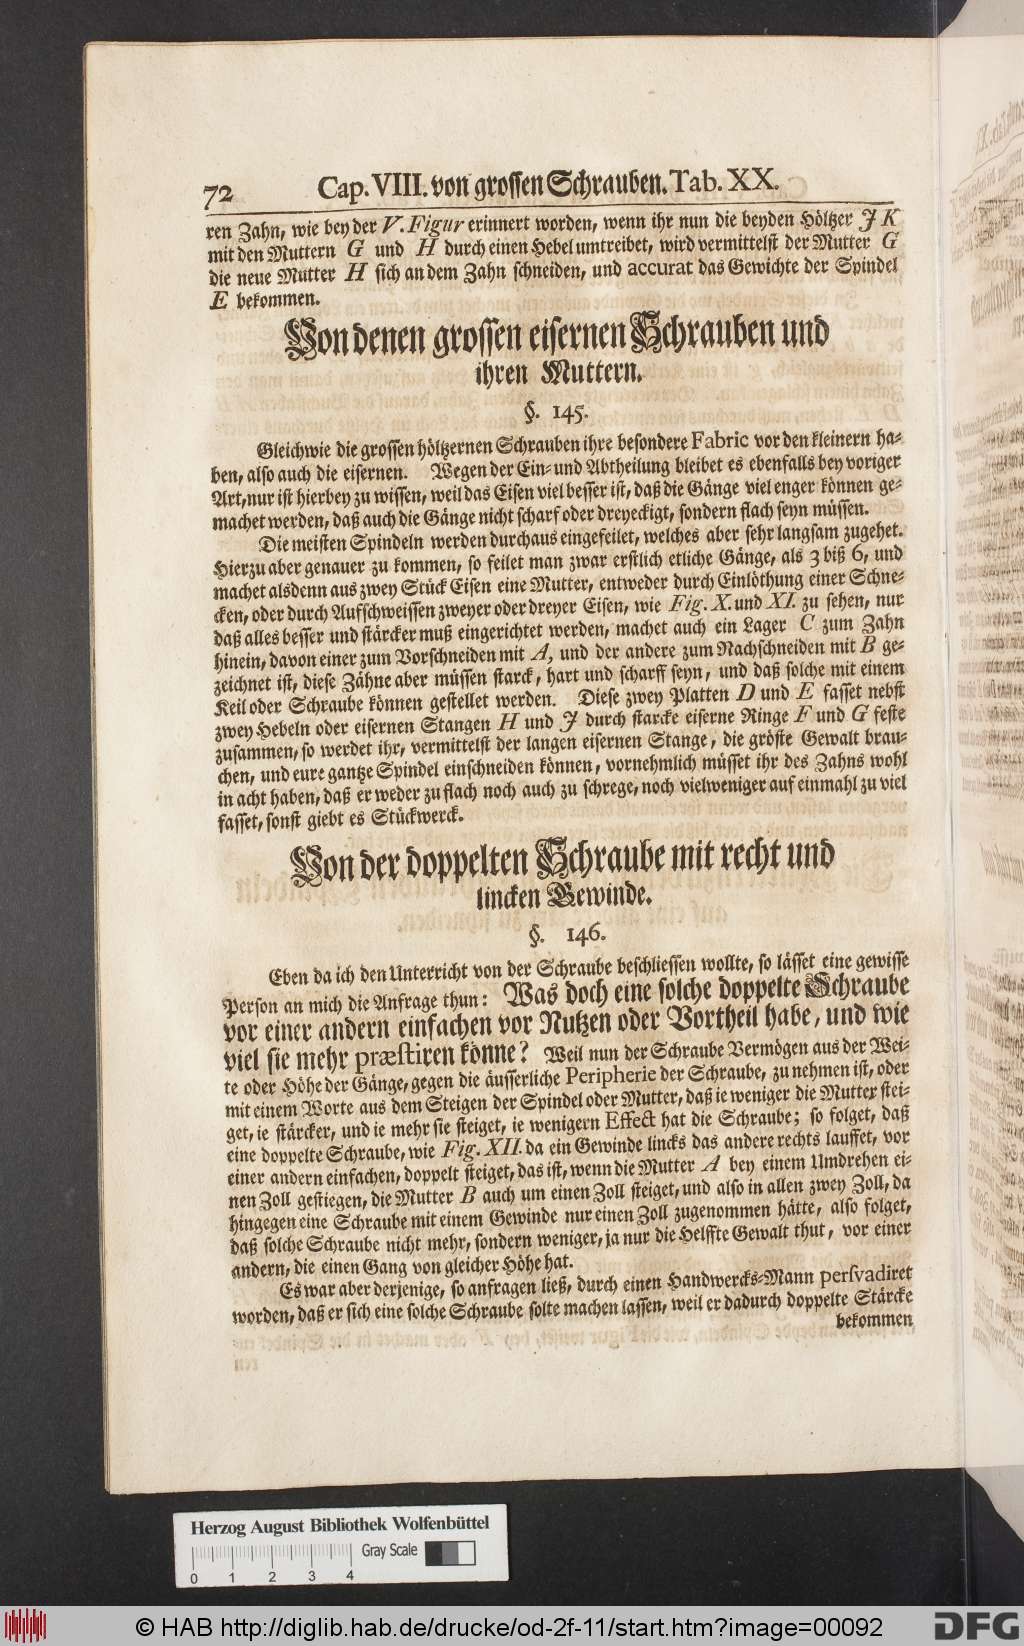 72 Cap. VIII. von grossen Schrauben. Tab. XX.
ren Zahn, wie bey der V. Figur erinnert worden, wenn ihr nun die beyden Höltzer J K
mit den Muttern G und H durch einen Hebel umtreibet, wird vermittelst der Mutter G
die neue Mutter H sich an dem Zahn schneiden, und accurat das Gewichte der Spindel
E bekommen.
Von denen grossen eisernen Schrauben und
ihren Muttern.
§. 145.
Gleichwie die grossen höltzernen Schrauben ihre besondere Fabric vor den kleinern ha-
ben, also auch die eisernen. Wegen der Ein- und Abtheilung bleibet es ebenfalls bey voriger
Art, nur ist hierbey zu wissen, weil das Eisen viel besser ist, daß die Gänge viel enger können ge-
machet werden, daß auch die Gänge nicht scharf oder dreyeckigt, sondern flach seyn müssen.
Die meisten Spindeln werden durchaus eingefeilet, welches aber sehr langsam zugehet.
Hierzu aber genauer zu kommen, so feilet man zwar erstlich etliche Gänge, als 3 biß 6, und
machet alsdenn aus zwey Stück Eisen eine Mutter, entweder durch Einlöthung einer Schne-
cken, oder durch Aufschweissen zweyer oder dreyer Eisen, wie Fig. X. und XI. zu sehen, nur
daß alles besser und stärcker muß eingerichtet werden, machet auch ein Lager C zum Zahn
hinein, davon einer zum Vorschneiden mit A, und der andere zum Nachschneiden mit B ge-
zeichnet ist, diese Zähne aber müssen starck, hart und scharff seyn, und daß solche mit einem
Keil oder Schraube können gestellet werden. Diese zwey Platten D und E fasset nebst
zwey Hebeln oder eisernen Stangen H und J durch starcke eiserne Ringe F und G feste
zusammen, so werdet ihr, vermittelst der langen eisernen Stange, die gröste Gewalt brau-
chen, und eure gantze Spindel einschneiden können, vornehmlich müsset ihr des Zahns wohl
in acht haben, daß er weder zu flach noch auch zu schrege, noch vielweniger auf einmahl zu viel
fasset, sonst giebt es Stückwerck.
Von der doppelten Schraube mit recht und
lincken Gewinde.
§. 146.
Eben da ich den Unterricht von der Schraube beschliessen wollte, so lässet eine gewisse
Person an mich die Anfrage thun: Was doch eine solche doppelte Schraube
vor einer andern einfachen vor Nutzen oder Vortheil habe, und wie
viel sie mehr præstiren könne? Weil nun der Schraube Vermögen aus der Wei-
te oder Höhe der Gänge, gegen die äusserliche Peripherie der Schraube, zu nehmen ist, oder
mit einem Worte aus dem Steigen der Spindel oder Mutter, daß ie weniger die Mutter stei-
get, ie stärcker, und ie mehr sie steiget, ie wenigern Effect hat die Schraube; so folget, daß
eine doppelte Schraube, wie Fig. XII. da ein Gewinde lincks das andere rechts lauffet, vor
einer andern einfachen, doppelt steiget, das ist, wenn die Mutter A bey einem Umdrehen ei-
nen Zoll gestiegen, die Mutter B auch um einen Zoll steiget, und also in allen zwey Zoll, da
hingegen eine Schraube mit einem Gewinde nur einen Zoll zugenommen hätte, also folget,
daß solche Schraube nicht mehr, sondern weniger, ja nur die Helffte Gewalt thut, vor einer
andern, die einen Gang von gleicher Höhe hat.
Es war aber derjenige, so anfragen ließ, durch einen Handwercks-Mann persvadiret
worden, daß er sich eine solche Schraube solte machen lassen, weil er dadurch doppelte Stärcke
bekommen
Herzog August Bibliothek Wolfenbüttel
Gray Scale
0 1 2 3 4
© HAB http://diglib.hab.de/drucke/od-2f-11/start.htm?image=00092
DFG